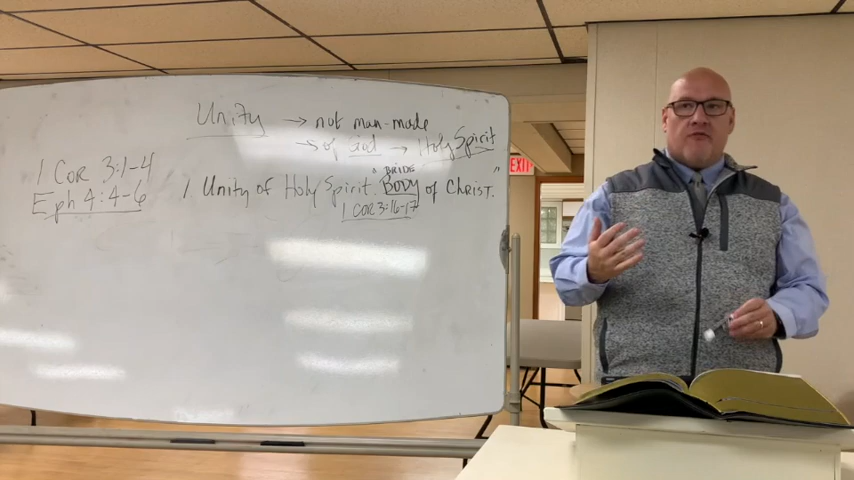 Unity → not man-made
→ of God → Holy Spirit
EXIT
1 Cor 3:1-4
Eph 4:4-6
"BRIDE
1 Unity of Holy Spirit. BODY of Christ."
1 Cor 3:16-17